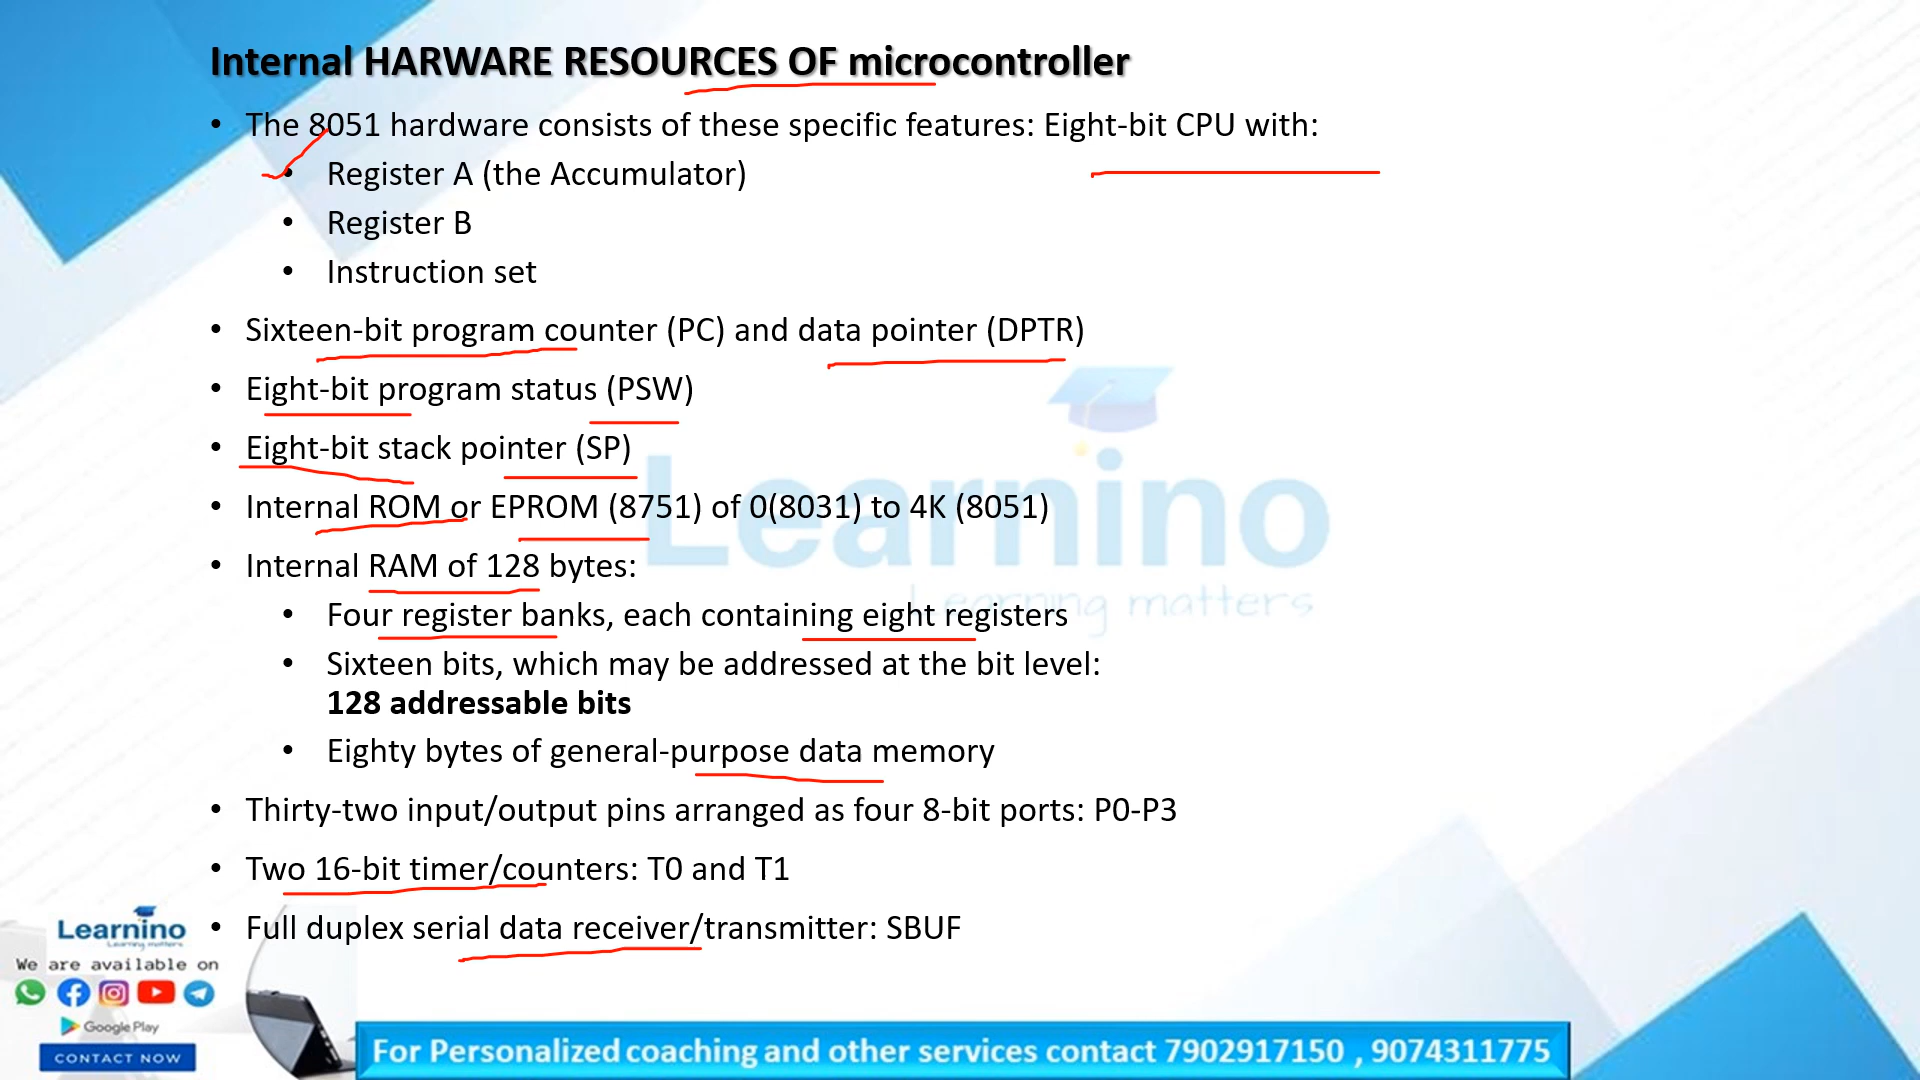 Internal HARWARE RESOURCES OF microcontroller
• The 8051 hardware consists of these specific features: Eight-bit CPU with:
• Register A (the Accumulator)
• Register B
• Instruction set
• Sixteen-bit program counter (PC) and data pointer (DPTR)
• Eight-bit program status (PSW)
• Eight-bit stack pointer (SP)
• Internal ROM or EPROM (8751) of 0(8031) to 4K (8051)
• Internal RAM of 128 bytes:
• Four register banks, each containing eight registers
• Sixteen bits, which may be addressed at the bit level:
128 addressable bits
• Eighty bytes of general-purpose data memory
• Thirty-two input/output pins arranged as four 8-bit ports: P0-P3
• Two 16-bit timer/counters: T0 and T1
• Full duplex serial data receiver/transmitter: SBUF
Learnino
Learning matters
Learnino
Learning matters
We are available on
Google Play
CONTACT NOW
For Personalized coaching and other services contact 7902917150 , 9074311775